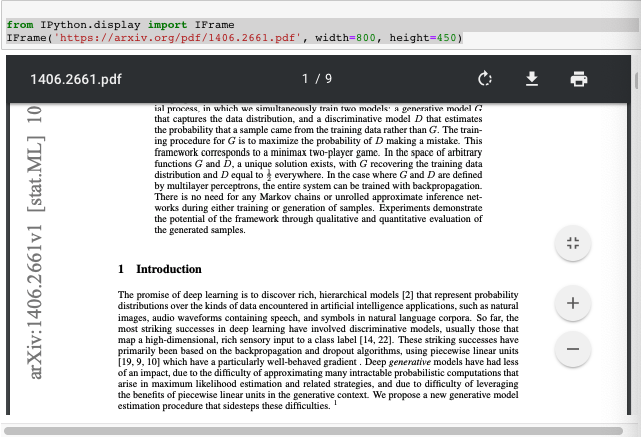 from IPython.display import IFrame
IFrame('https://arxiv.org/pdf/1406.2661.pdf', width=800, height=450)
1406.2661.pdf
1 / 9
arXiv:1406.2661v1 [stat.ML] 10
ial process, in which we simultaneously train two models: a generative model G
that captures the data distribution, and a discriminative model D that estimates
the probability that a sample came from the training data rather than G. The train-
ing procedure for G is to maximize the probability of D making a mistake. This
framework corresponds to a minimax two-player game. In the space of arbitrary
functions G and D, a unique solution exists, with G recovering the training data
distribution and D equal to ½ everywhere. In the case where G and D are defined
by multilayer perceptrons, the entire system can be trained with backpropagation.
There is no need for any Markov chains or unrolled approximate inference net-
works during either training or generation of samples. Experiments demonstrate
the potential of the framework through qualitative and quantitative evaluation of
the generated samples.
1 Introduction
The promise of deep learning is to discover rich, hierarchical models [2] that represent probability
distributions over the kinds of data encountered in artificial intelligence applications, such as natural
images, audio waveforms containing speech, and symbols in natural language corpora. So far, the
most striking successes in deep learning have involved discriminative models, usually those that
map a high-dimensional, rich sensory input to a class label [14, 22]. These striking successes have
primarily been based on the backpropagation and dropout algorithms, using piecewise linear units
[19, 9, 10] which have a particularly well-behaved gradient . Deep generative models have had less
of an impact, due to the difficulty of approximating many intractable probabilistic computations that
arise in maximum likelihood estimation and related strategies, and due to difficulty of leveraging
the benefits of piecewise linear units in the generative context. We propose a new generative model
estimation procedure that sidesteps these difficulties. 1